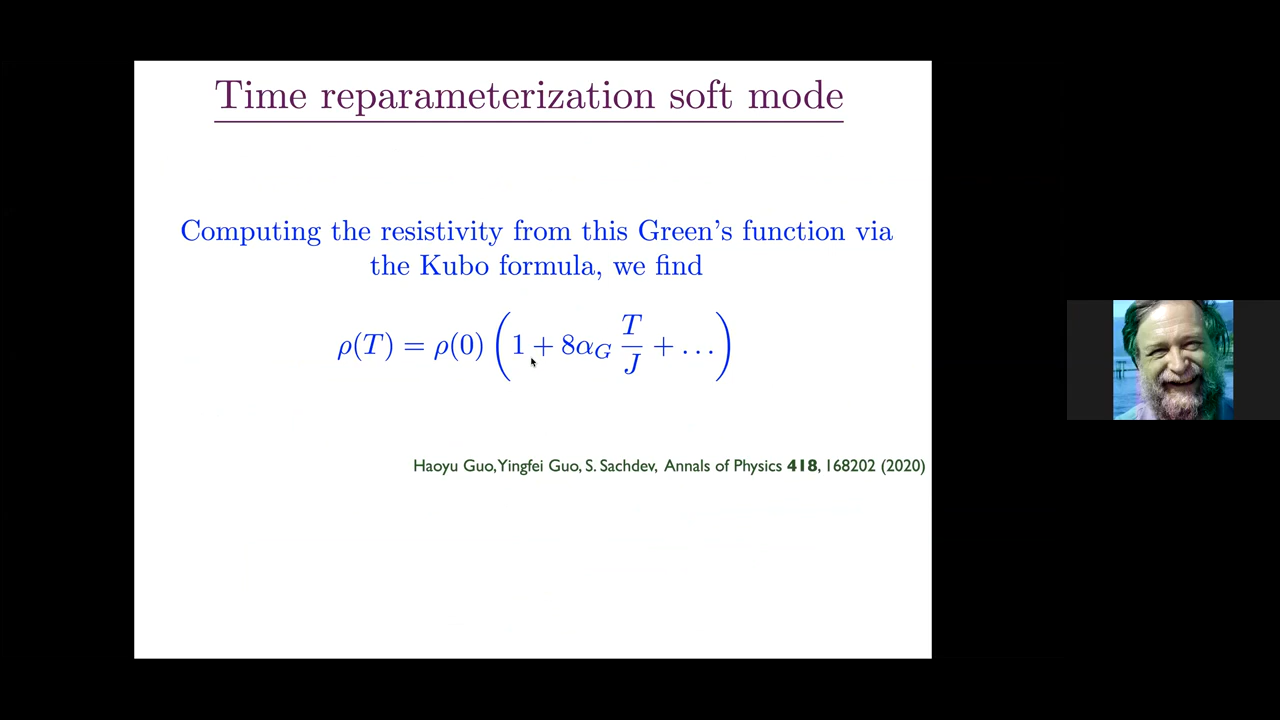 Time reparameterization soft mode
Computing the resistivity from this Green's function via
the Kubo formula, we find
ρ(T) = ρ(0) (1 + 8α_G T/J + …)
Haoyu Guo, Yingfei Guo, S. Sachdev, Annals of Physics 418, 168202 (2020)